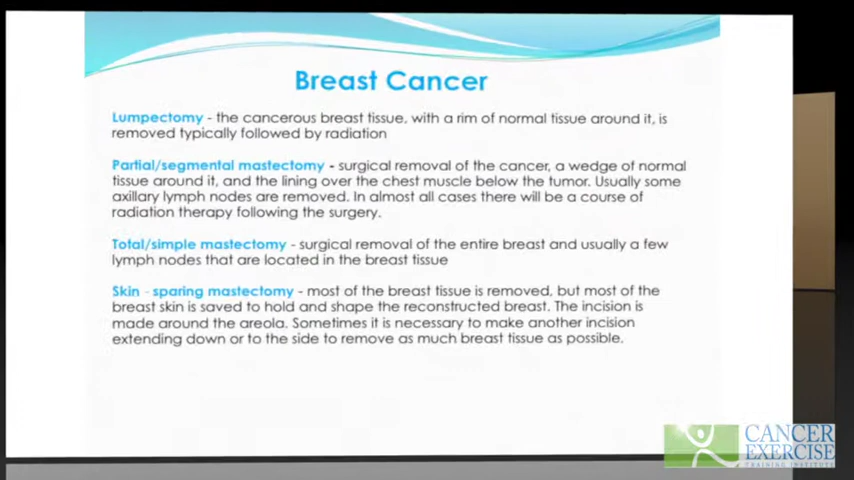 Breast Cancer
Lumpectomy - the cancerous breast tissue, with a rim of normal tissue around it, is
removed typically followed by radiation
Partial/segmental mastectomy - surgical removal of the cancer, a wedge of normal
tissue around it, and the lining over the chest muscle below the tumor. Usually some
axillary lymph nodes are removed. In almost all cases there will be a course of
radiation therapy following the surgery.
Total/simple mastectomy - surgical removal of the entire breast and usually a few
lymph nodes that are located in the breast tissue
Skin - sparing mastectomy - most of the breast tissue is removed, but most of the
breast skin is saved to hold and shape the reconstructed breast. The incision is
made around the areola. Sometimes it is necessary to make another incision
extending down or to the side to remove as much breast tissue as possible.
CANCER
EXERCISE
TRAINING INSTITUTE